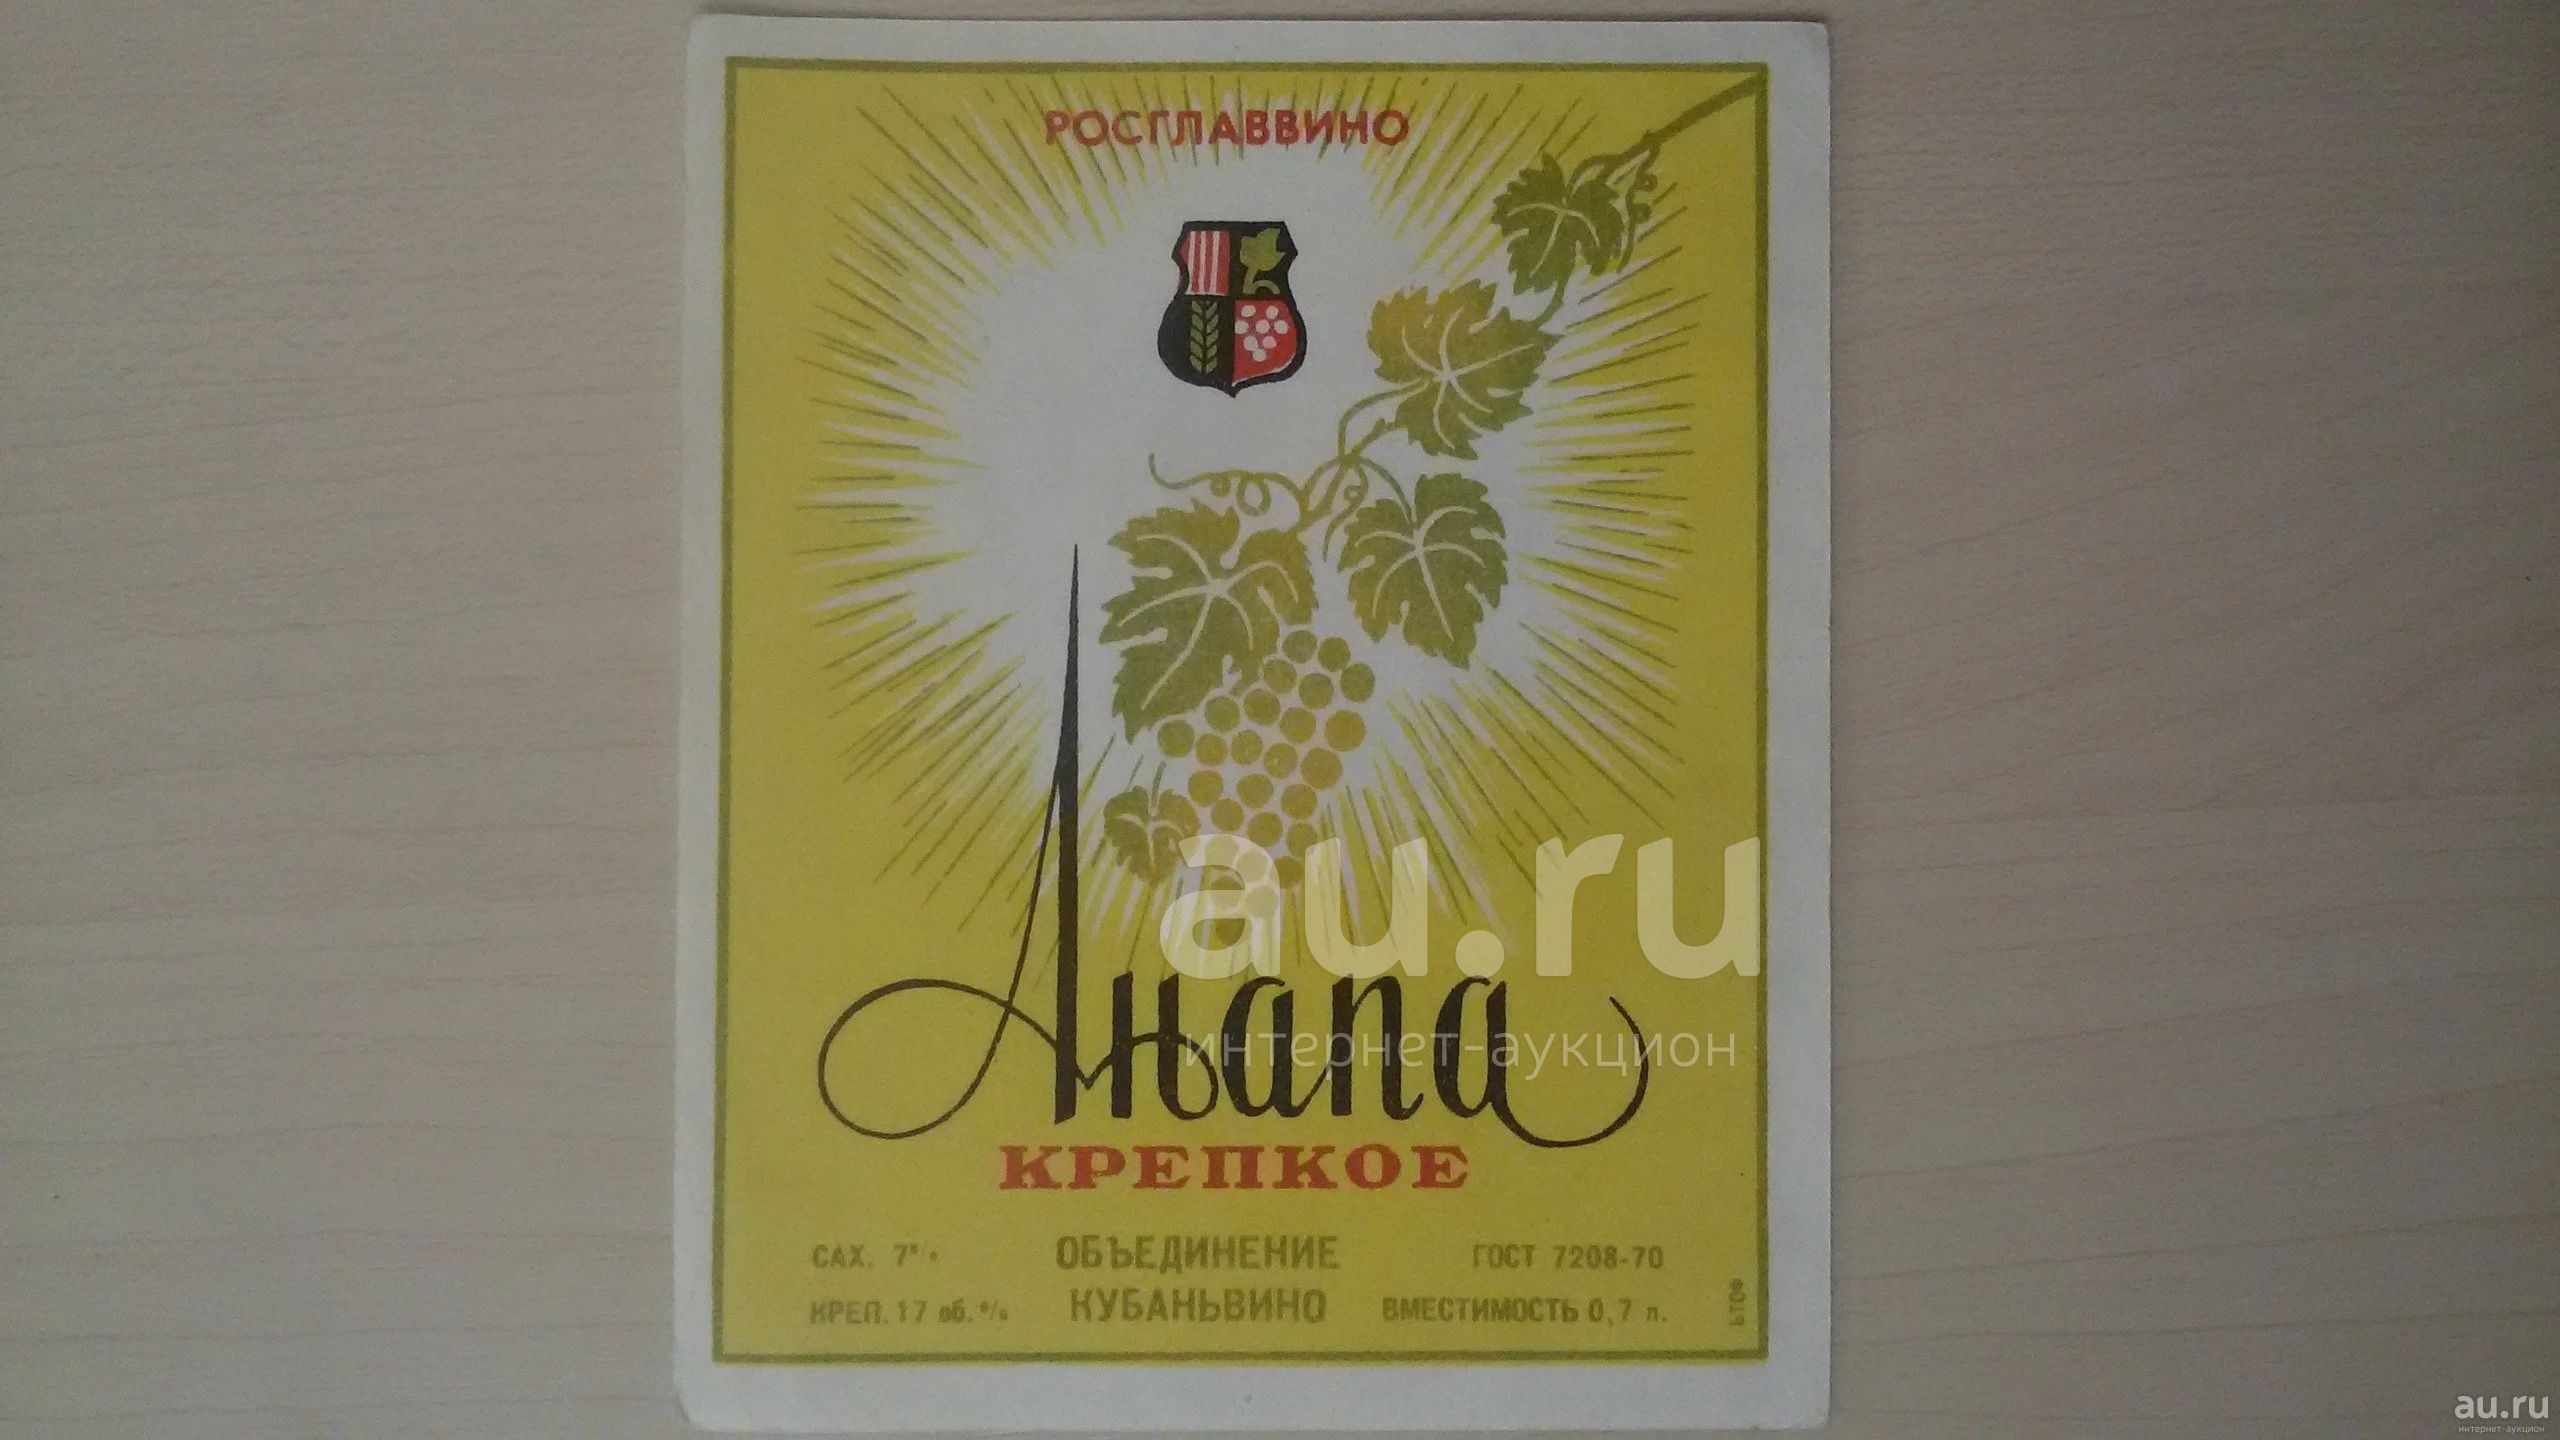 РОСГЛАВВИНО
au.ru
Анапа
интернет-аукцион
КРЕПКОЕ
САХ. 7%
ОБЪЕДИНЕНИЕ
ГОСТ 7208-70
КРЕП. 17 об. %
КУБАНЬВИНО
ВМЕСТИМОСТЬ 0,7 л.
au.ru
интернет-аукцион